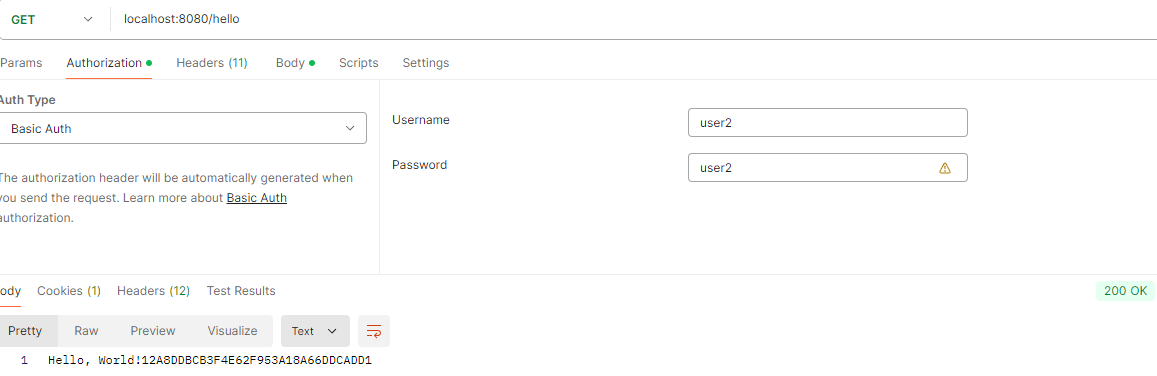 GET localhost:8080/hello
Params Authorization Headers (11) Body Scripts Settings
Auth Type
Basic Auth
The authorization header will be automatically generated when
you send the request. Learn more about Basic Auth
authorization.
Username user2
Password user2
ody Cookies (1) Headers (12) Test Results 200 OK
Pretty Raw Preview Visualize Text
1 Hello, World!12A8DDBCB3F4E62F953A18A66DDCADD1